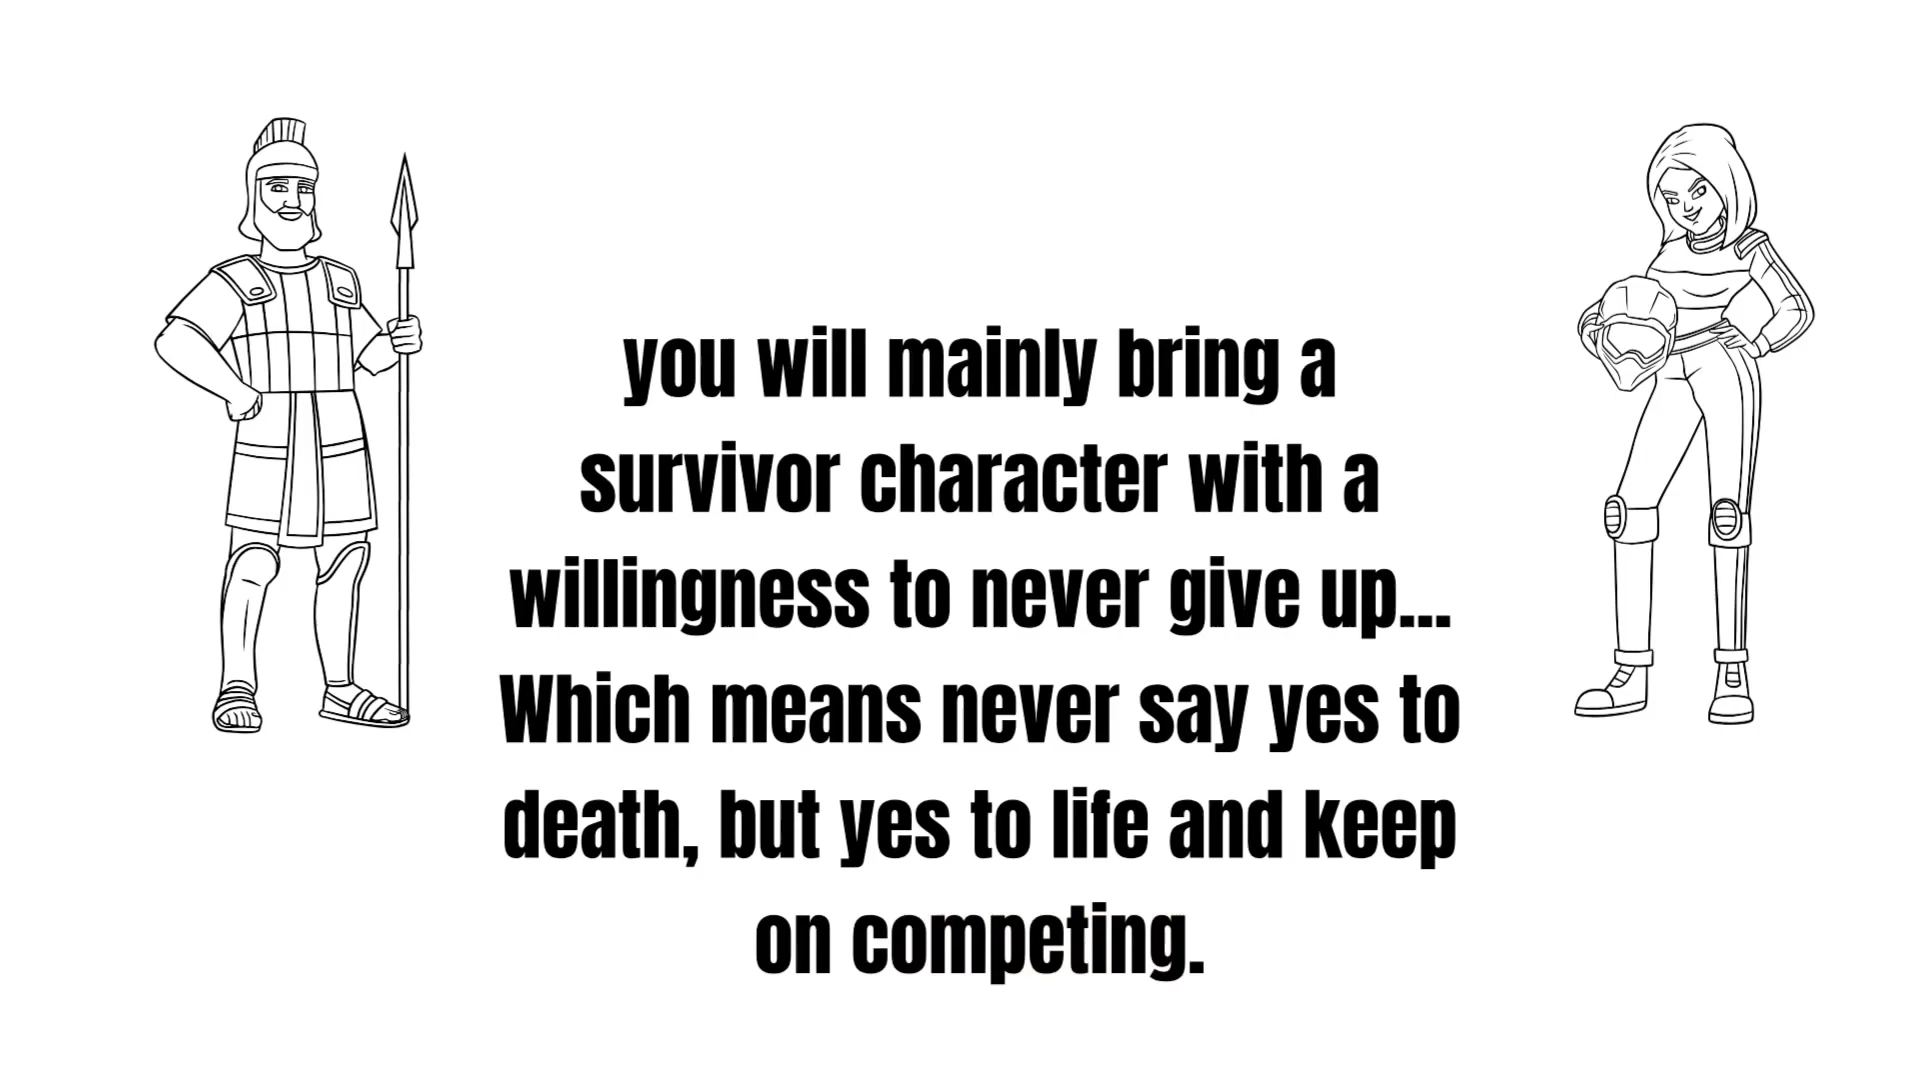 you will mainly bring a
survivor character with a
willingness to never give up...
Which means never say yes to
death, but yes to life and keep
on competing.